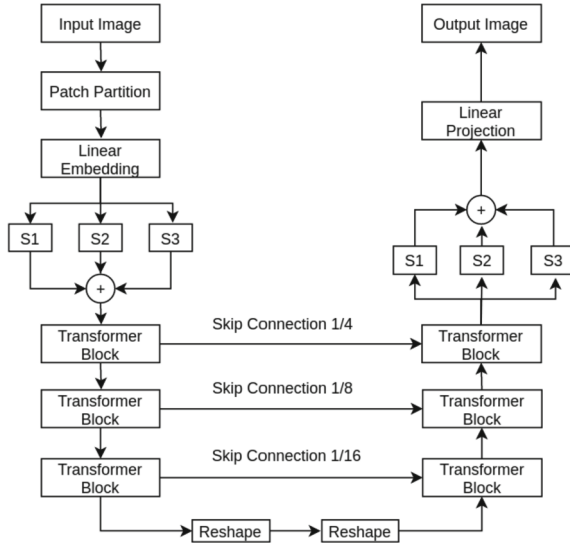 Input Image
Output Image
Patch Partition
Linear
Projection
Linear
Embedding
S1
S2
S3
+
S1
S2
S3
+
Transformer
Block
Skip Connection 1/4
Transformer
Block
Transformer
Block
Skip Connection 1/8
Transformer
Block
Transformer
Block
Skip Connection 1/16
Transformer
Block
Reshape
Reshape